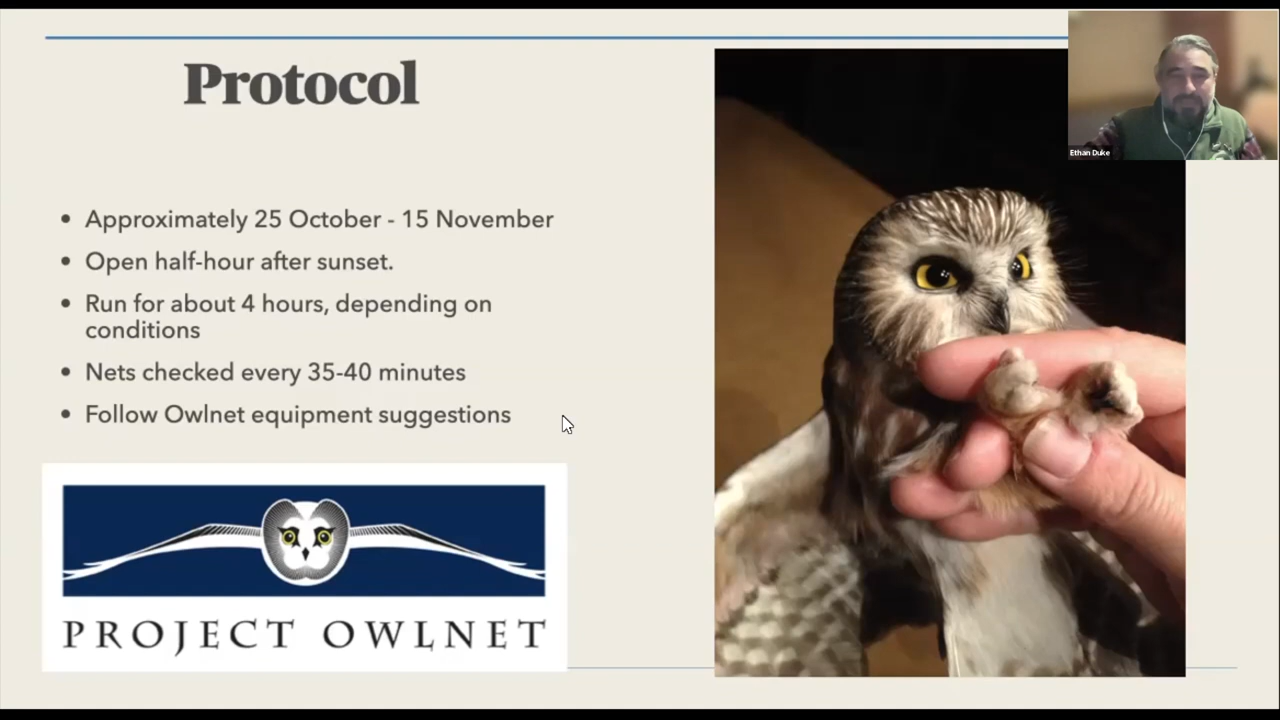 Protocol
Ethan Duke
• Approximately 25 October - 15 November
• Open half-hour after sunset.
• Run for about 4 hours, depending on
conditions
• Nets checked every 35-40 minutes
• Follow Owlnet equipment suggestions
PROJECT OWLNET